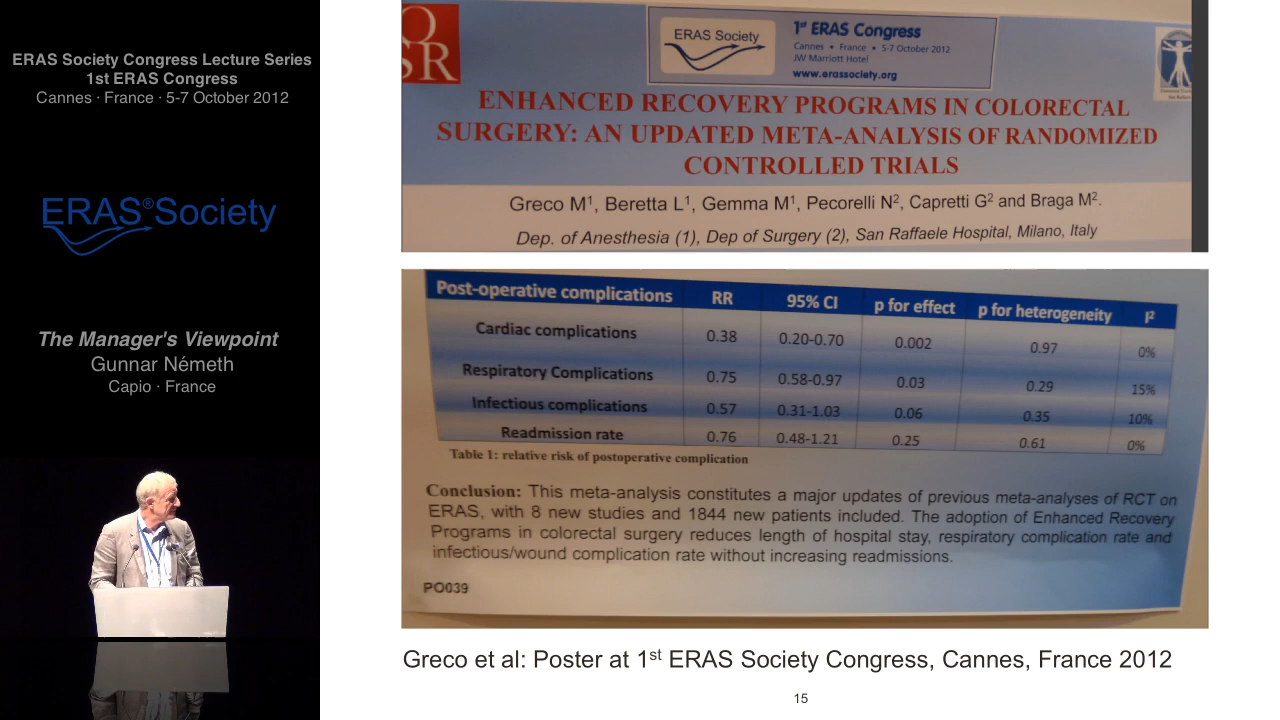 ERAS Society Congress Lecture Series
1st ERAS Congress
Cannes · France · 5-7 October 2012
ERAS®Society
The Manager's Viewpoint
Gunnar Németh
Capio · France
O
SR
ERAS Society
1st ERAS Congress
Cannes • France • 5-7 October 2012
JW Marriott Hotel
www.erassociety.org
ENHANCED RECOVERY PROGRAMS IN COLORECTAL
SURGERY: AN UPDATED META-ANALYSIS OF RANDOMIZED
CONTROLLED TRIALS
Greco M1, Beretta L1, Gemma M1, Pecorelli N2, Capretti G2 and Braga M2.
Dep. of Anesthesia (1), Dep of Surgery (2), San Raffaele Hospital, Milano, Italy
Post-operative complications RR 95% CI p for effect p for heterogeneity I2
Cardiac complications 0.38 0.20-0.70 0.002 0.97 0%
Respiratory Complications 0.75 0.58-0.97 0.03 0.29 15%
Infectious complications 0.57 0.31-1.03 0.06 0.35 10%
Readmission rate 0.76 0.48-1.21 0.25 0.61 0%
Table 1: relative risk of postoperative complication
Conclusion: This meta-analysis constitutes a major updates of previous meta-analyses of RCT on
ERAS, with 8 new studies and 1844 new patients included. The adoption of Enhanced Recovery
Programs in colorectal surgery reduces length of hospital stay, respiratory complication rate and
infectious/wound complication rate without increasing readmissions.
PO039
Greco et al: Poster at 1st ERAS Society Congress, Cannes, France 2012
15